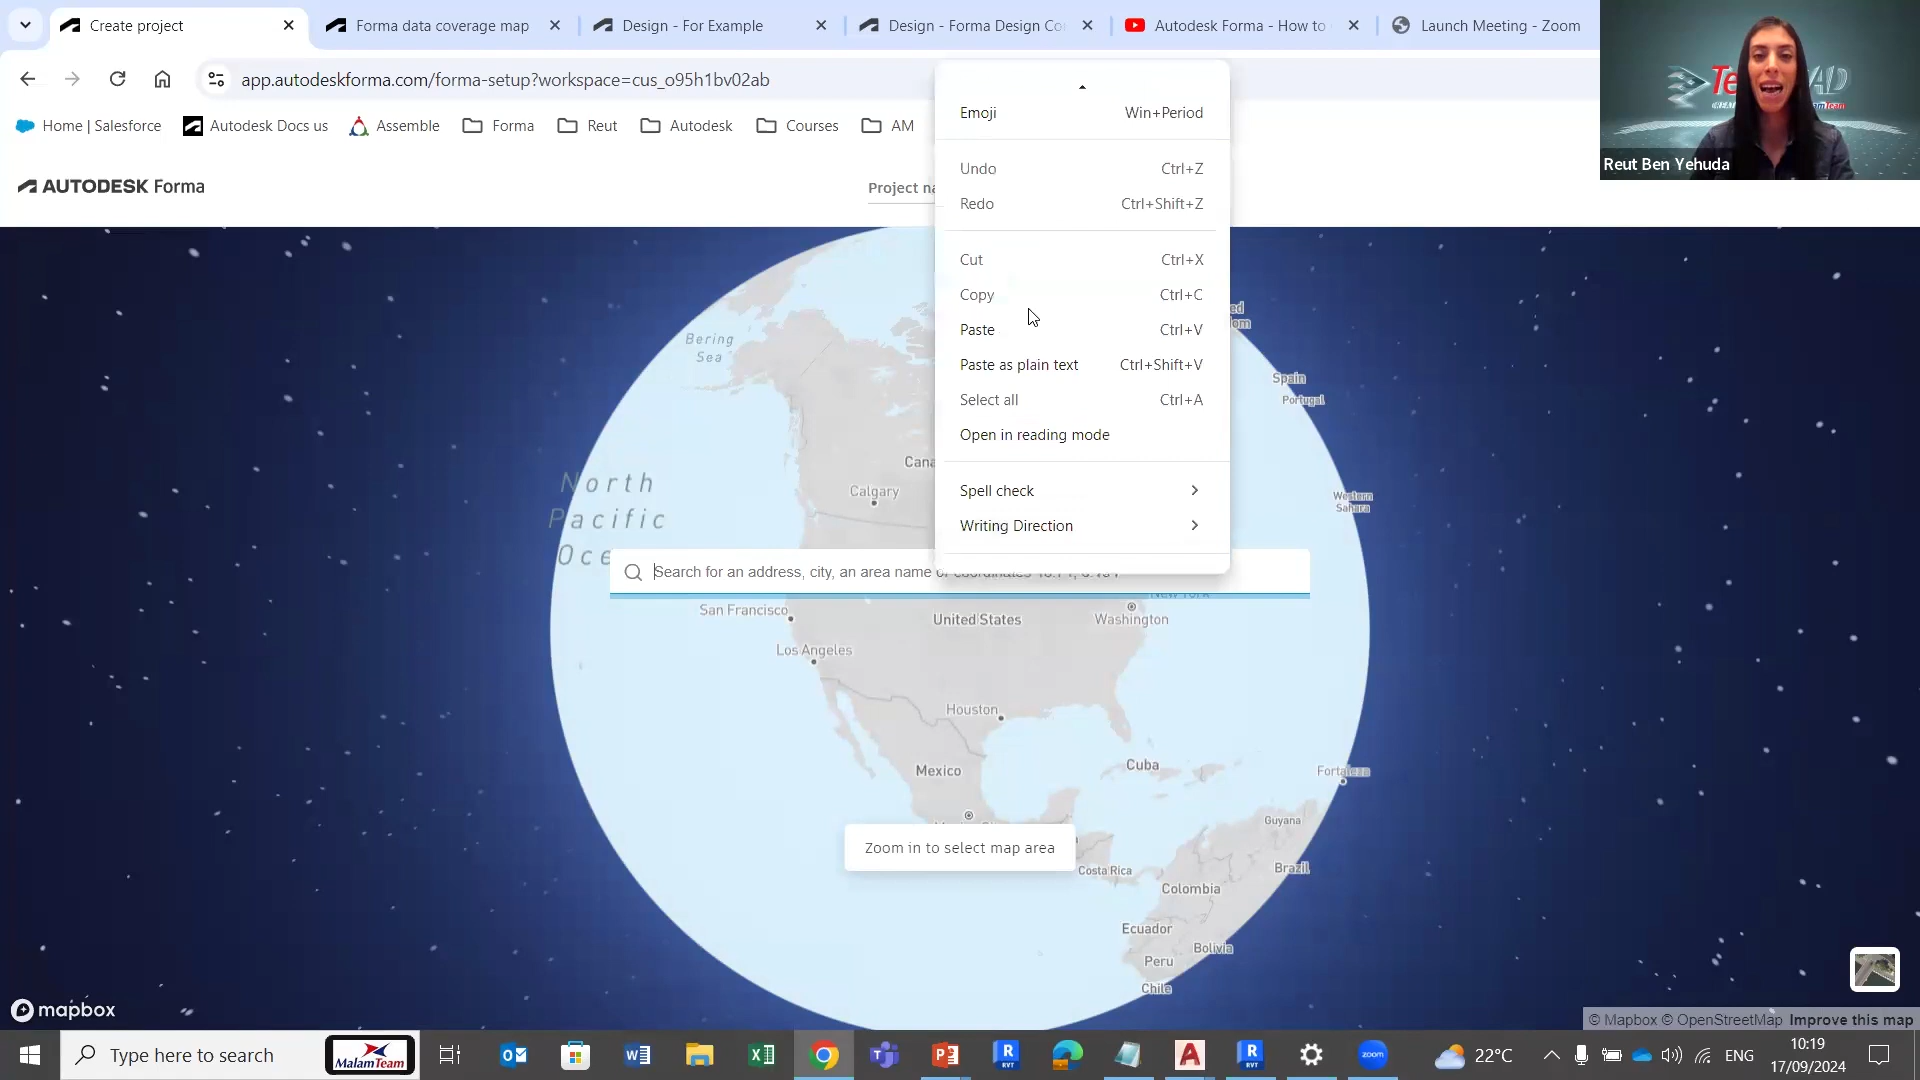 Create project
Forma data coverage map
Design - For Example
Design - Forma Design Co
Autodesk Forma - How to
Launch Meeting - Zoom
app.autodeskforma.com/forma-setup?workspace=cus_o95h1bv02ab
Home | Salesforce
Autodesk Docs us
Assemble
Forma
Reut
Autodesk
Courses
AM
Reut Ben Yehuda
AUTODESK Forma
Project na
Emoji Win+Period
Undo Ctrl+Z
Redo Ctrl+Shift+Z
Cut Ctrl+X
Copy Ctrl+C
Paste Ctrl+V
Paste as plain text Ctrl+Shift+V
Select all Ctrl+A
Open in reading mode
Spell check
Writing Direction
Bering
Sea
Spain
Portugal
Cana
Calgary
Western
Sahara
North
Pacific
Oce
Search for an address, city, an area name or coordinates
New York
San Francisco
United States
Washington
Los Angeles
Houston
Mexico
Cuba
Fortaleza
Guyana
Zoom in to select map area
Costa Rica
Brazil
Colombia
Ecuador
Bolivia
Peru
Chile
mapbox
© Mapbox © OpenStreetMap Improve this map
Type here to search
MalamTeam
zoom
22°C
ENG
10:19
17/09/2024